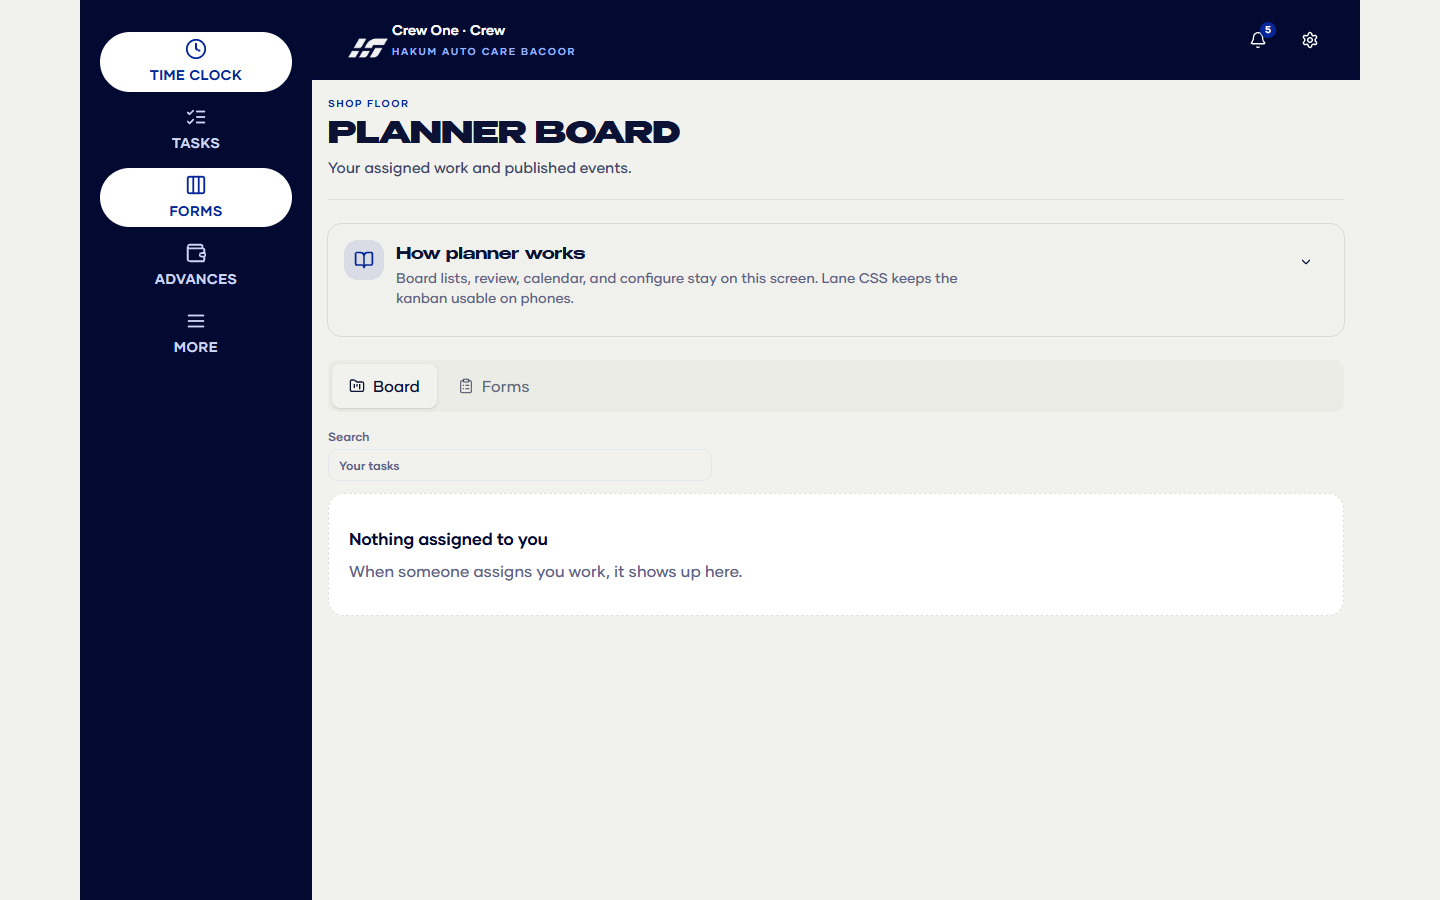 TIME CLOCK
TASKS
FORMS
ADVANCES
MORE
Crew One · Crew
HAKUM AUTO CARE BACOOR
5
SHOP FLOOR
PLANNER BOARD
Your assigned work and published events.
How planner works
Board lists, review, calendar, and configure stay on this screen. Lane CSS keeps the
kanban usable on phones.
Board
Forms
Search
Your tasks
Nothing assigned to you
When someone assigns you work, it shows up here.